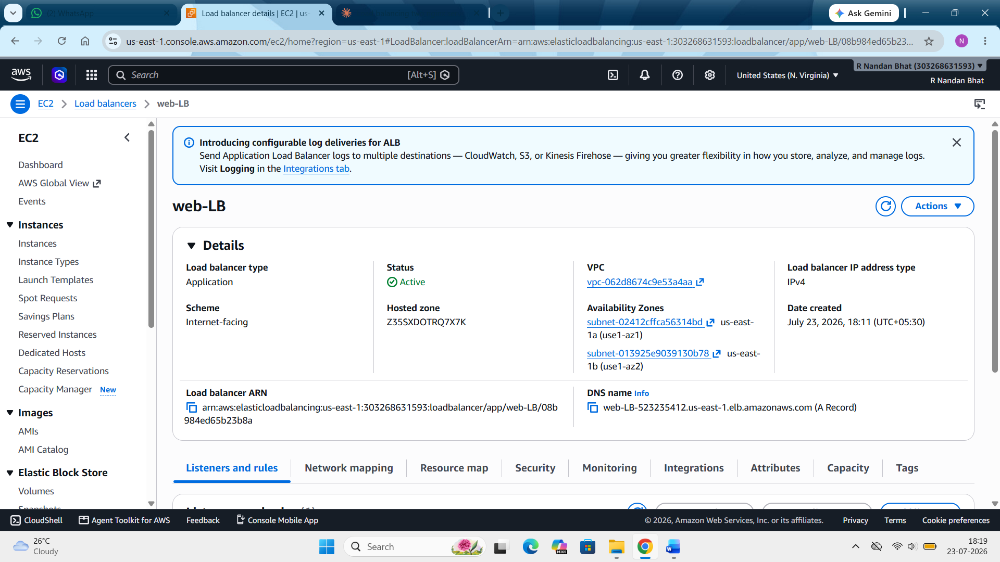 (2) WhatsApp
Load balancer details | EC2 | us-
Ask Gemini
us-east-1.console.aws.amazon.com/ec2/home?region=us-east-1#LoadBalancer:loadBalancerArn=arn:aws:elasticloadbalancing:us-east-1:303268631593:loadbalancer/app/web-LB/08b984ed65b23...
N
aws
Search
[Alt+S]
United States (N. Virginia)
R Nandan Bhat (303268631593)
R Nandan Bhat
EC2
Load balancers
web-LB
EC2
Dashboard
AWS Global View
Events
Instances
Instances
Instance Types
Launch Templates
Spot Requests
Savings Plans
Reserved Instances
Dedicated Hosts
Capacity Reservations
Capacity Manager New
Images
AMIs
AMI Catalog
Elastic Block Store
Volumes
Snapshots
Introducing configurable log deliveries for ALB
Send Application Load Balancer logs to multiple destinations — CloudWatch, S3, or Kinesis Firehose — giving you greater flexibility in how you store, analyze, and manage logs.
Visit Logging in the Integrations tab.
web-LB
Actions
Details
Load balancer type
Application
Scheme
Internet-facing
Status
Active
Hosted zone
Z35SXDOTRQ7X7K
VPC
vpc-062d8674c9e53a4aa
Availability Zones
subnet-02412cffca56314bd us-east-
1a (use1-az1)
subnet-013925e9039130b78 us-east-
1b (use1-az2)
Load balancer IP address type
IPv4
Date created
July 23, 2026, 18:11 (UTC+05:30)
Load balancer ARN
arn:aws:elasticloadbalancing:us-east-1:303268631593:loadbalancer/app/web-LB/08b
984ed65b23b8a
DNS name Info
web-LB-523235412.us-east-1.elb.amazonaws.com (A Record)
Listeners and rules
Network mapping
Resource map
Security
Monitoring
Integrations
Attributes
Capacity
Tags
CloudShell
Agent Toolkit for AWS
Feedback
Console Mobile App
© 2026, Amazon Web Services, Inc. or its affiliates.
Privacy
Terms
Cookie preferences
26°C
Cloudy
Search
M365
W
18:19
23-07-2026